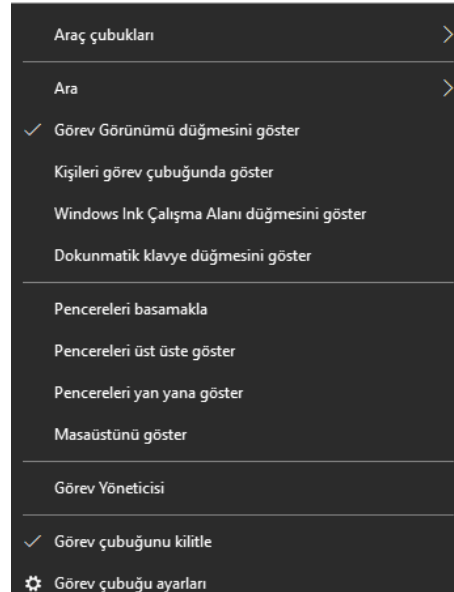 Araç çubukları
Ara
Görev Görünümü düğmesini göster
Kişileri görev çubuğunda göster
Windows Ink Çalışma Alanı düğmesini göster
Dokunmatik klavye düğmesini göster
Pencereleri basamakla
Pencereleri üst üste göster
Pencereleri yan yana göster
Masaüstünü göster
Görev Yöneticisi
Görev çubuğunu kilitle
Görev çubuğu ayarları